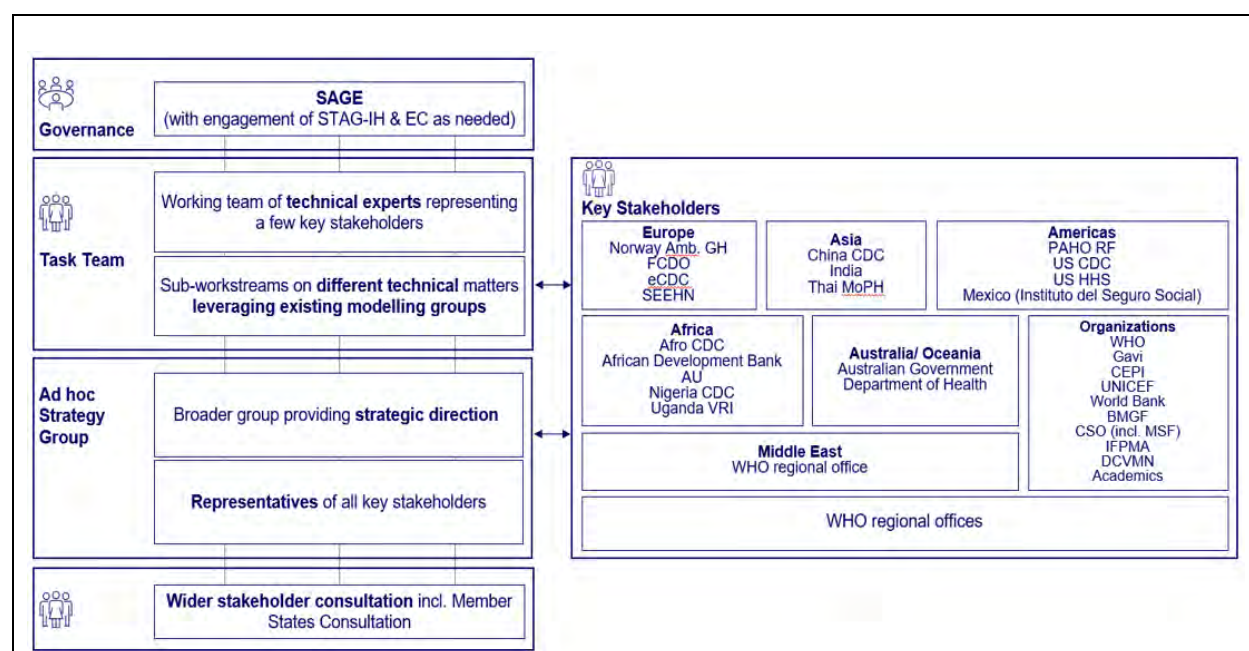 Governance
SAGE
(with engagement of STAG-IH & EC as needed)
Task Team
Working team of technical experts representing
a few key stakeholders
Sub-workstreams on different technical matters
leveraging existing modelling groups
Ad hoc
Strategy
Group
Broader group providing strategic direction
Representatives of all key stakeholders
Wider stakeholder consultation incl. Member
States Consultation
Key Stakeholders
Europe
Norway Amb. GH
FCDO
eCDC
SEEHN
Asia
China CDC
India
Thai MoPH
Americas
PAHO RF
US CDC
US HHS
Mexico (Instituto del Seguro Social)
Africa
Afro CDC
African Development Bank
AU
Nigeria CDC
Uganda VRI
Australia/ Oceania
Australian Government
Department of Health
Organizations
WHO
Gavi
CEPI
UNICEF
World Bank
BMGF
CSO (incl. MSF)
IFPMA
DCVMN
Academics
Middle East
WHO regional office
WHO regional offices